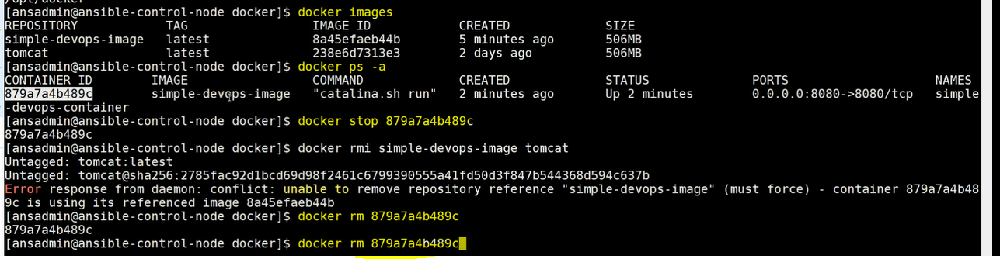 [ansadmin@ansible-control-node docker]$ docker images
REPOSITORY TAG IMAGE ID CREATED SIZE
simple-devops-image latest 8a45efaeb44b 5 minutes ago 506MB
tomcat latest 238e6d7313e3 2 days ago 506MB
[ansadmin@ansible-control-node docker]$ docker ps -a
CONTAINER ID IMAGE COMMAND CREATED STATUS PORTS NAMES
879a7a4b489c simple-devops-image "catalina.sh run" 2 minutes ago Up 2 minutes 0.0.0.0:8080->8080/tcp simple
-devops-container
[ansadmin@ansible-control-node docker]$ docker stop 879a7a4b489c
879a7a4b489c
[ansadmin@ansible-control-node docker]$ docker rmi simple-devops-image tomcat
Untagged: tomcat:latest
Untagged: tomcat@sha256:2785fac92d1bcd69d98f2461c6799390555a41fd50d3f847b544368d594c637b
Error response from daemon: conflict: unable to remove repository reference "simple-devops-image" (must force) - container 879a7a4b48
9c is using its referenced image 8a45efaeb44b
[ansadmin@ansible-control-node docker]$ docker rm 879a7a4b489c
879a7a4b489c
[ansadmin@ansible-control-node docker]$ docker rm 879a7a4b489c